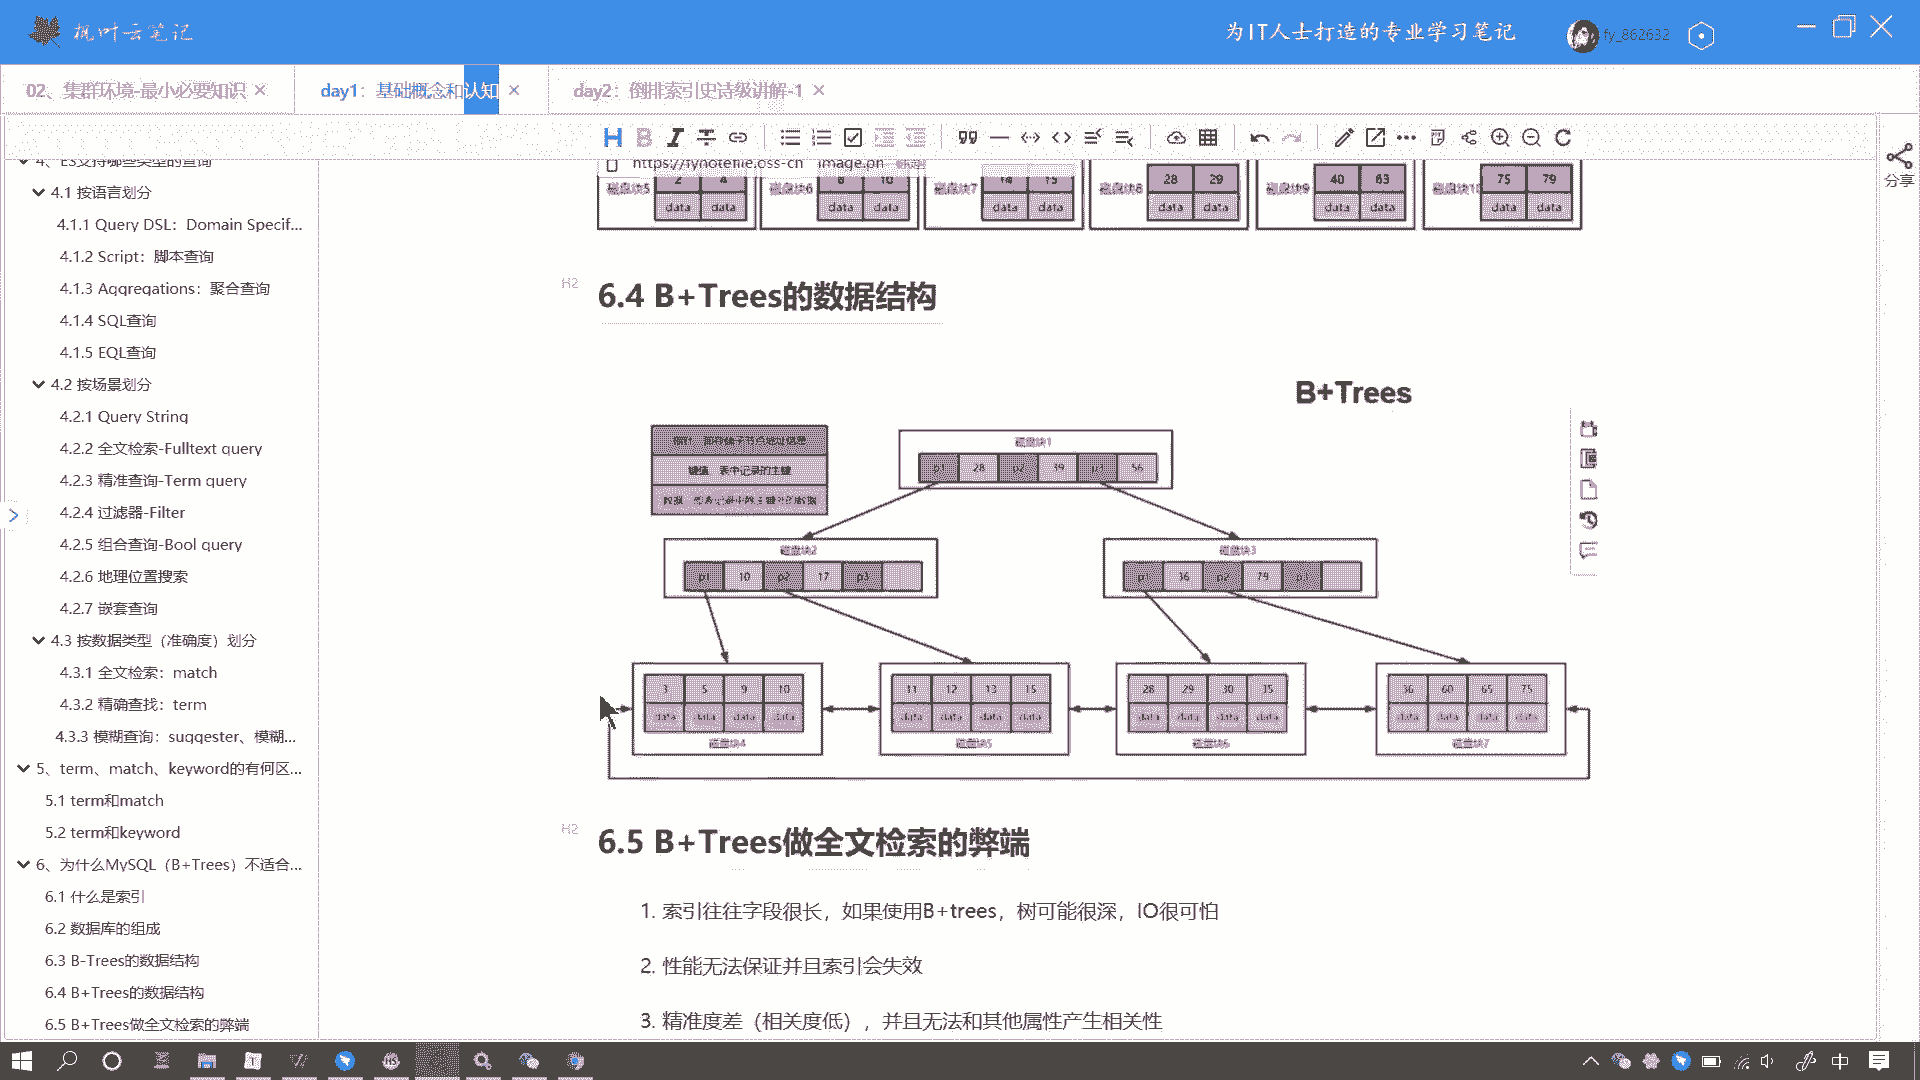 枫叶云笔记
为IT人士打造的专业学习笔记
fy_862632
02、集群环境-最小必要知识
day1：基础概念和认知
day2：倒排索引史诗级讲解-1
4、ES支持哪些类型的查询
4.1 按语言划分
4.1.1 Query DSL：Domain Specif...
4.1.2 Script：脚本查询
4.1.3 Aggregations：聚合查询
4.1.4 SQL查询
4.1.5 EQL查询
4.2 按场景划分
4.2.1 Query String
4.2.2 全文检索-Fulltext query
4.2.3 精准查询-Term query
4.2.4 过滤器-Filter
4.2.5 组合查询-Bool query
4.2.6 地理位置搜索
4.2.7 嵌套查询
4.3 按数据类型（准确度）划分
4.3.1 全文检索：match
4.3.2 精确查找：term
4.3.3 模糊查询：suggester、模糊...
5、term、match、keyword的有何区...
5.1 term和match
5.2 term和keyword
6、为什么MySQL（B+Trees）不适合...
6.1 什么是索引
6.2 数据库的组成
6.3 B-Trees的数据结构
6.4 B+Trees的数据结构
6.5 B+Trees做全文检索的弊端
https://fynotefile.oss-cn image.png
磁盘块5 2 4 磁盘块6 8 10 磁盘块7 14 15 磁盘块8 28 29 磁盘块9 40 63 磁盘块10 75 79
data data data data data data data data data data data data
H2
6.4 B+Trees的数据结构
B+Trees
键值 表中记录的主键
磁盘块1
p1 28 p2 39 p3 56
磁盘块2
p1 10 p2 17 p3
磁盘块3
p1 36 p2 79 p3
3 5 9 10
data data data data
磁盘块4
11 12 13 15
data data data data
磁盘块5
28 29 30 35
data data data data
磁盘块6
36 60 65 75
data data data data
磁盘块7
H2
6.5 B+Trees做全文检索的弊端
1. 索引往往字段很长，如果使用B+trees，树可能很深，IO很可怕
2. 性能无法保证并且索引会失效
3. 精准度差（相关度低），并且无法和其他属性产生相关性
分享
中